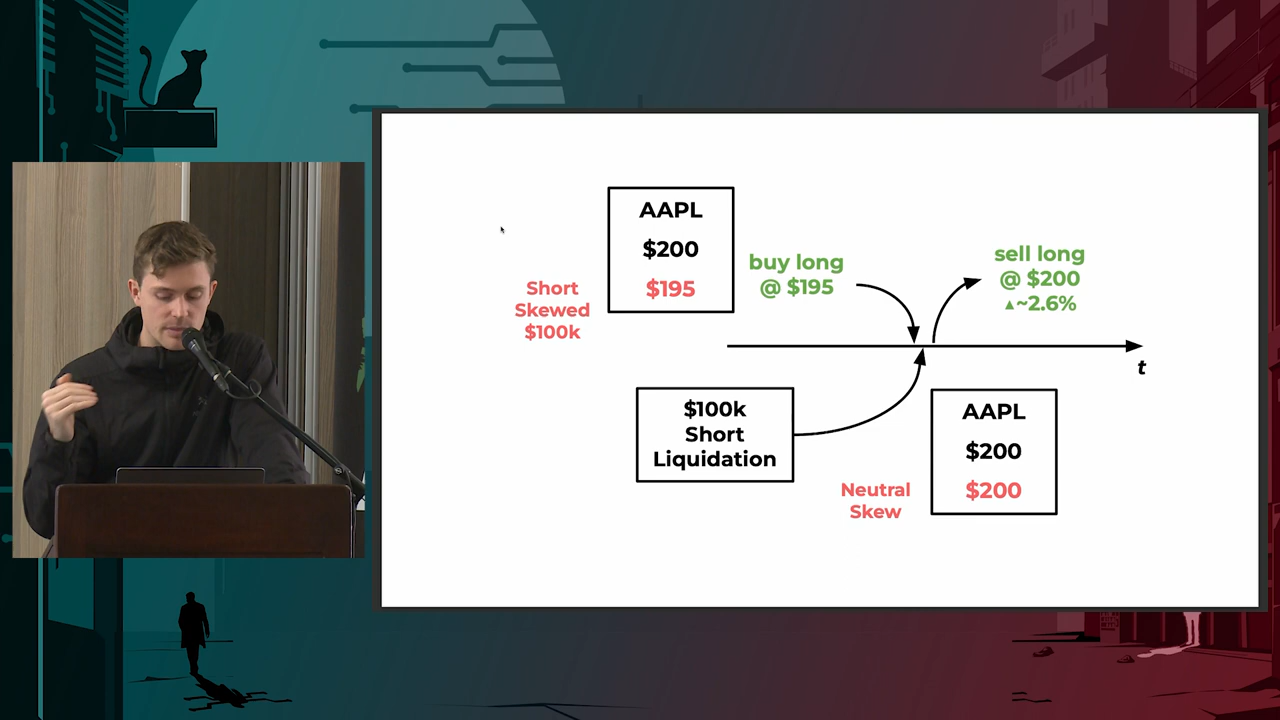 AAPL
$200
$195
Short
Skewed
$100k
buy long
@ $195
sell long
@ $200
▲~2.6%
t
$100k
Short
Liquidation
AAPL
$200
$200
Neutral
Skew